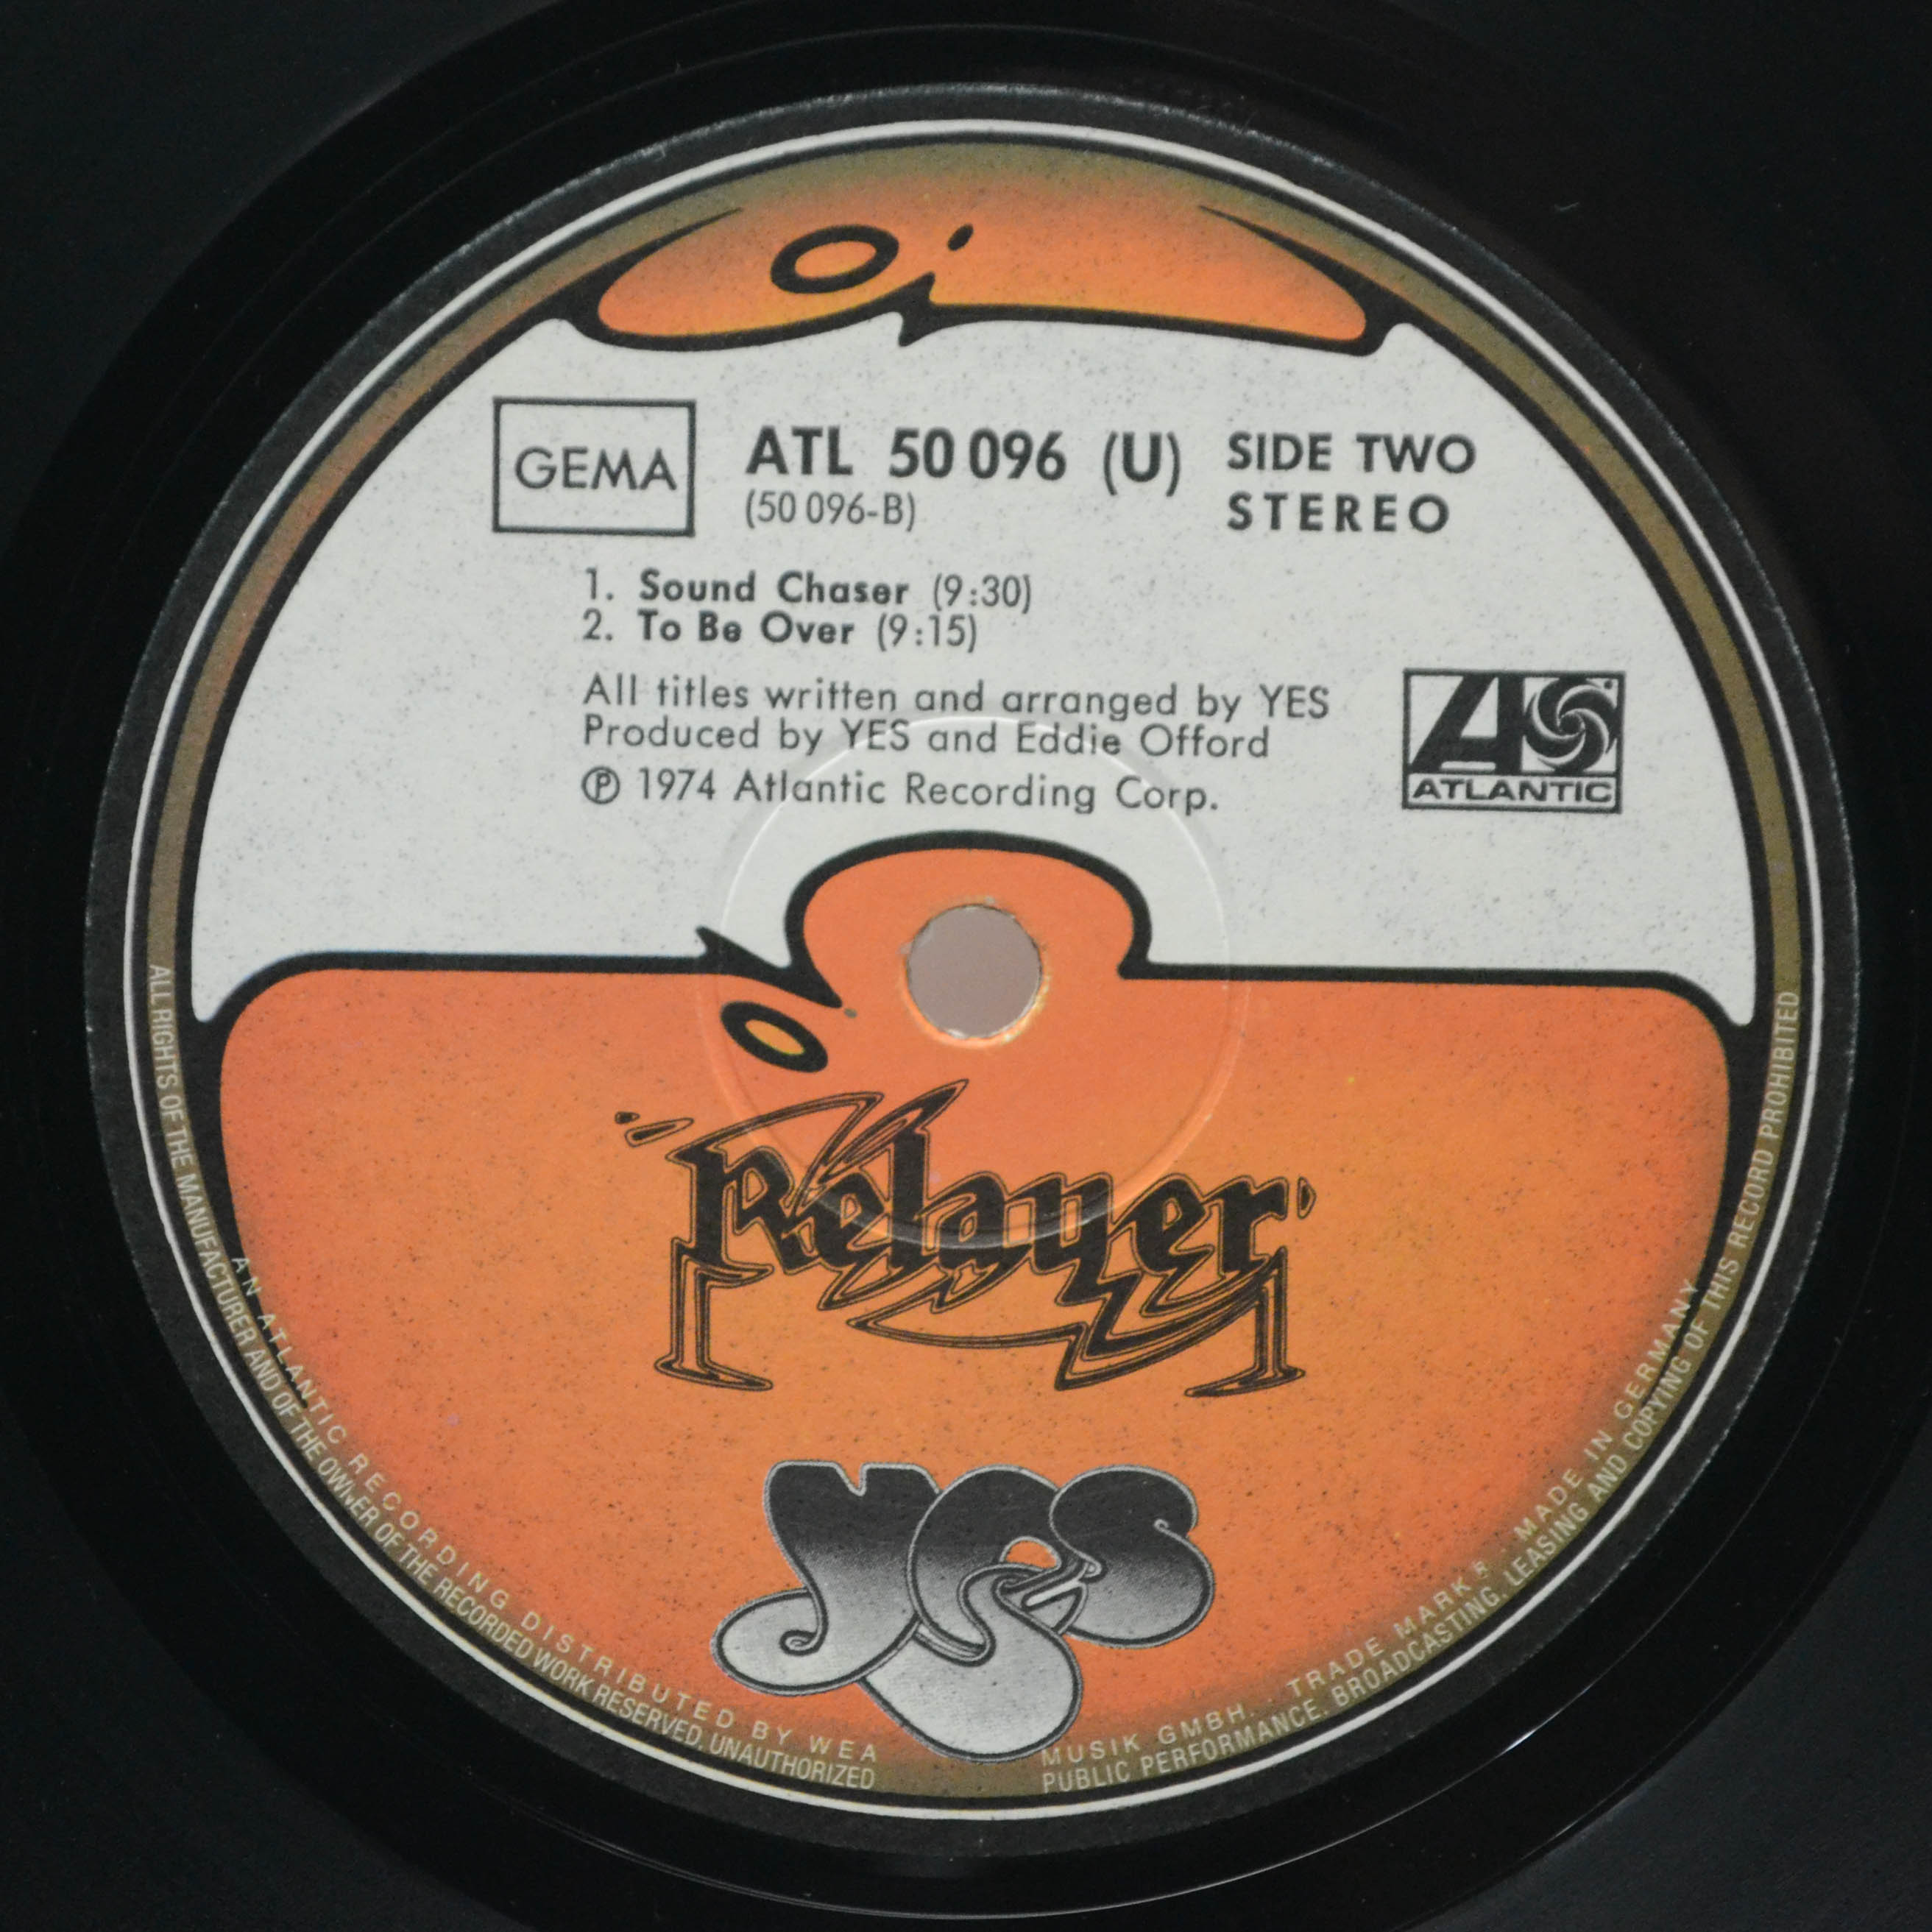 GEMA
ATL 50 096 (U) SIDE TWO
(50 096-B) STEREO
1. Sound Chaser (9:30)
2. To Be Over (9:15)
All titles written and arranged by YES
Produced by YES and Eddie Offord
℗ 1974 Atlantic Recording Corp.
ATLANTIC
Relayer
YES
AN ATLANTIC RECORDING DISTRIBUTED BY WEA MUSIK GMBH. · TRADE MARK ® · MADE IN GERMANY
ALL RIGHTS OF THE MANUFACTURER AND OF THE OWNER OF THE RECORDED WORK RESERVED. UNAUTHORIZED PUBLIC PERFORMANCE. BROADCASTING. LEASING AND COPYING OF THIS RECORD PROHIBITED